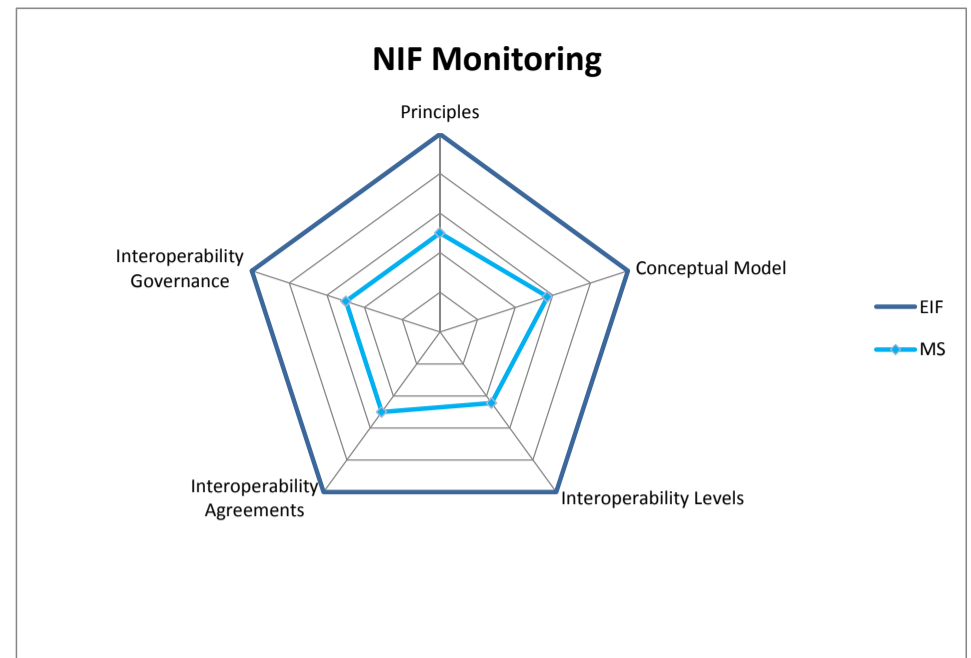 NIF Monitoring
Principles
Interoperability
Governance
Conceptual Model
EIF
MS
Interoperability
Agreements
Interoperability Levels